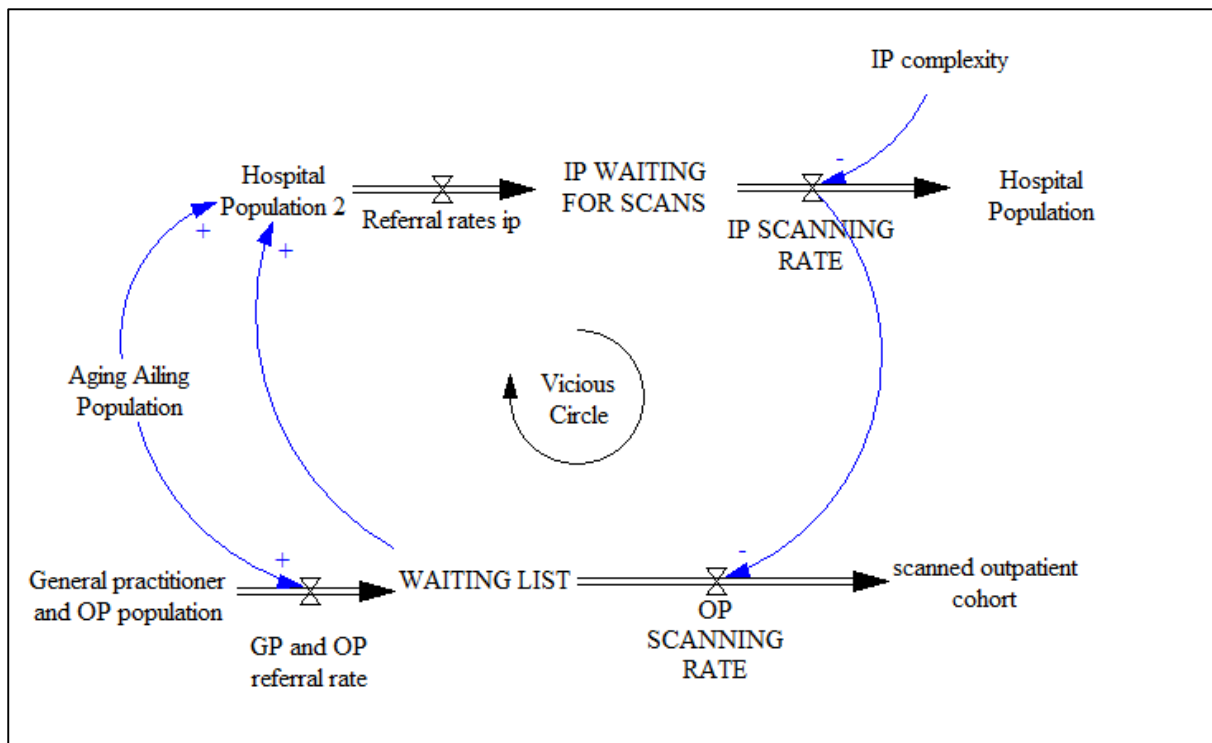 IP complexity
-
Hospital
Population 2
IP WAITING
FOR SCANS
Hospital
Population
+
Referral rates ip
IP SCANNING
RATE
+
Vicious
Circle
Aging Ailing
Population
+
-
General practitioner
and OP population
WAITING LIST
scanned outpatient
cohort
GP and OP
referral rate
OP
SCANNING
RATE